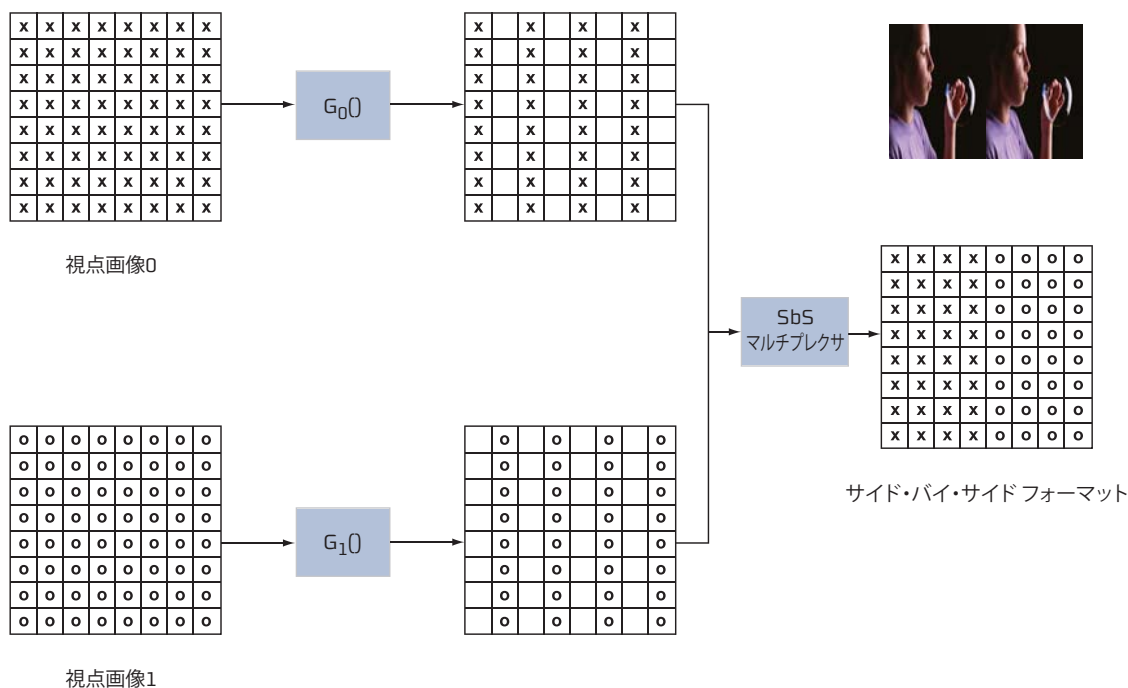 x x x x x x x x
x x x x x x x x
x x x x x x x x
x x x x x x x x
x x x x x x x x
x x x x x x x x
x x x x x x x x
x x x x x x x x
視点画像0
G₀()
x x x x
x x x x
x x x x
x x x x
x x x x
x x x x
x x x x
x x x x
o o o o o o o o
o o o o o o o o
o o o o o o o o
o o o o o o o o
o o o o o o o o
o o o o o o o o
o o o o o o o o
o o o o o o o o
視点画像1
G₁()
o o o o
o o o o
o o o o
o o o o
o o o o
o o o o
o o o o
o o o o
SbS
マルチプレクサ
x x x x o o o o
x x x x o o o o
x x x x o o o o
x x x x o o o o
x x x x o o o o
x x x x o o o o
x x x x o o o o
x x x x o o o o
サイド・バイ・サイド フォーマット